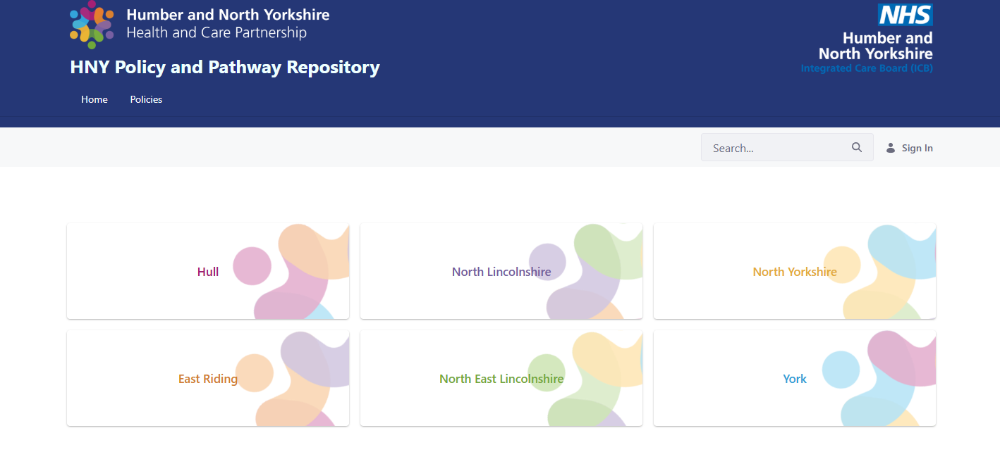 Humber and North Yorkshire
Health and Care Partnership
NHS
Humber and
North Yorkshire
Integrated Care Board (ICB)
HNY Policy and Pathway Repository
Home Policies
Search... Sign In
Hull North Lincolnshire North Yorkshire
East Riding North East Lincolnshire York